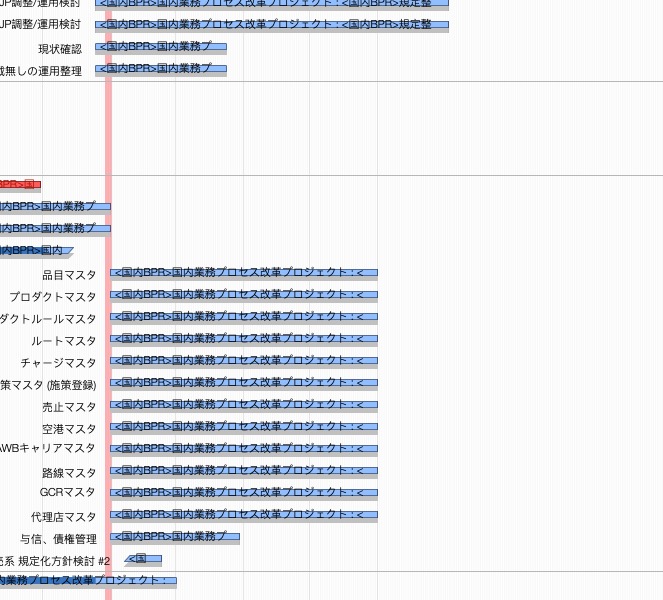 JP調整/運用検討 <国内BPR>国内業務プロセス改革プロジェクト：<国内BPR>規定整
JP調整/運用検討 <国内BPR>国内業務プロセス改革プロジェクト：<国内BPR>規定整
現状確認 <国内BPR>国内業務プ
無しの運用整理 <国内BPR>国内業務プ
BPR>国
内BPR>国内業務プ
内BPR>国内業務プ
内BPR>国内
品目マスタ <国内BPR>国内業務プロセス改革プロジェクト：<
プロダクトマスタ <国内BPR>国内業務プロセス改革プロジェクト：<
ダクトルールマスタ <国内BPR>国内業務プロセス改革プロジェクト：<
ルートマスタ <国内BPR>国内業務プロセス改革プロジェクト：<
チャージマスタ <国内BPR>国内業務プロセス改革プロジェクト：<
策マスタ (施策登録) <国内BPR>国内業務プロセス改革プロジェクト：<
売止マスタ <国内BPR>国内業務プロセス改革プロジェクト：<
空港マスタ <国内BPR>国内業務プロセス改革プロジェクト：<
AWBキャリアマスタ <国内BPR>国内業務プロセス改革プロジェクト：<
路線マスタ <国内BPR>国内業務プロセス改革プロジェクト：<
GCRマスタ <国内BPR>国内業務プロセス改革プロジェクト：<
代理店マスタ <国内BPR>国内業務プロセス改革プロジェクト：<
与信、債権管理 <国内BPR>国内業務プ
系 規定化方針検討 #2 <国
内業務プロセス改革プロジェクト：